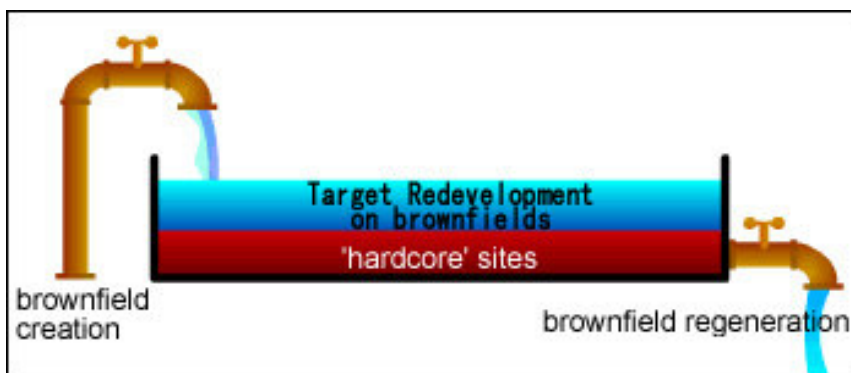 Target Redevelopment
on brownfields
'hardcore' sites
brownfield
creation
brownfield regeneration